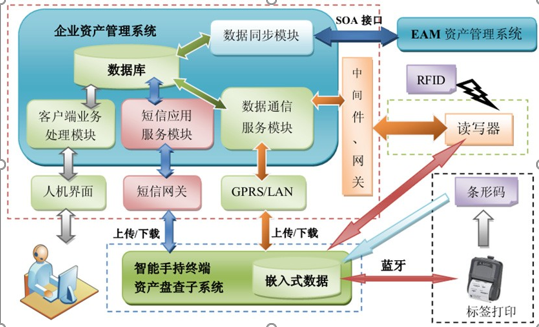 企业资产管理系统
数据同步模块
SOA 接口
EAM 资产管理系统
数据库
RFID
客户端业务
处理模块
短信应用
服务模块
数据通信
服务模块
中间件、网关
读写器
人机界面
短信网关
GPRS/LAN
条形码
上传/下载
上传/下载
智能手持终端
资产盘查子系统
嵌入式数据
蓝牙
标签打印